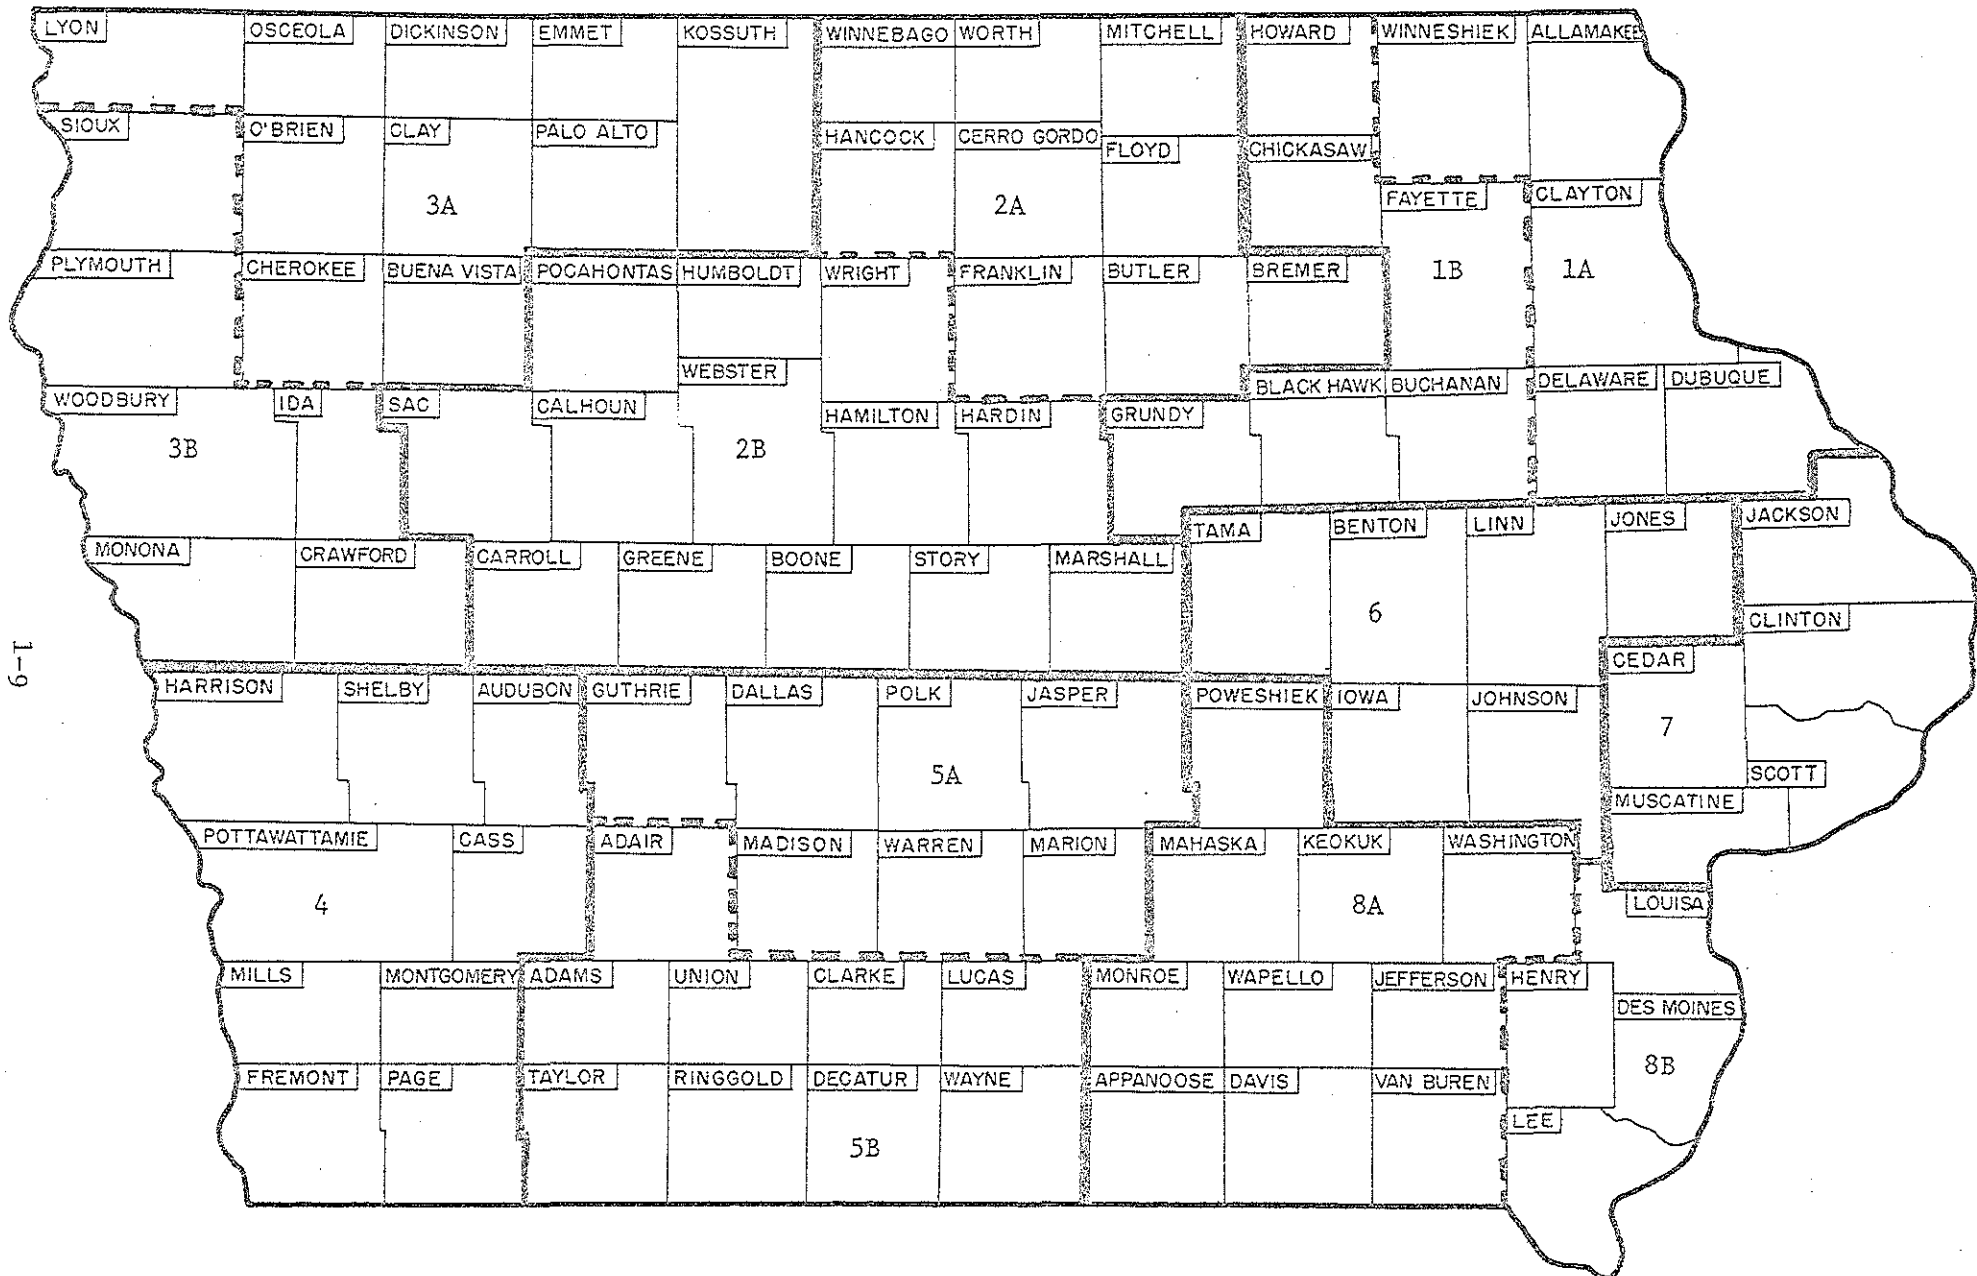 LYON OSCEOLA DICKINSON EMMET KOSSUTH WINNEBAGO WORTH MITCHELL HOWARD WINNESHIEK ALLAMAKEE
SIOUX O'BRIEN CLAY PALO ALTO HANCOCK CERRO GORDO FLOYD CHICKASAW
FAYETTE CLAYTON
3A 2A
PLYMOUTH CHEROKEE BUENA VISTA POCAHONTAS HUMBOLDT WRIGHT FRANKLIN BUTLER BREMER 1B 1A
WEBSTER BLACK HAWK BUCHANAN DELAWARE DUBUQUE
WOODBURY IDA SAC CALHOUN HAMILTON HARDIN GRUNDY
3B 2B
TAMA BENTON LINN JONES JACKSON
MONONA CRAWFORD CARROLL GREENE BOONE STORY MARSHALL
6 CLINTON
1-9
CEDAR
HARRISON SHELBY AUDUBON GUTHRIE DALLAS POLK JASPER POWESHIEK IOWA JOHNSON
7
5A SCOTT
MUSCATINE
POTTAWATTAMIE CASS ADAIR MADISON WARREN MARION MAHASKA KEOKUK WASHINGTON
4 8A LOUISA
MILLS MONTGOMERY ADAMS UNION CLARKE LUCAS MONROE WAPELLO JEFFERSON HENRY
DES MOINES
8B
FREMONT PAGE TAYLOR RINGGOLD DECATUR WAYNE APPANOOSE DAVIS VAN BUREN
LEE
5B